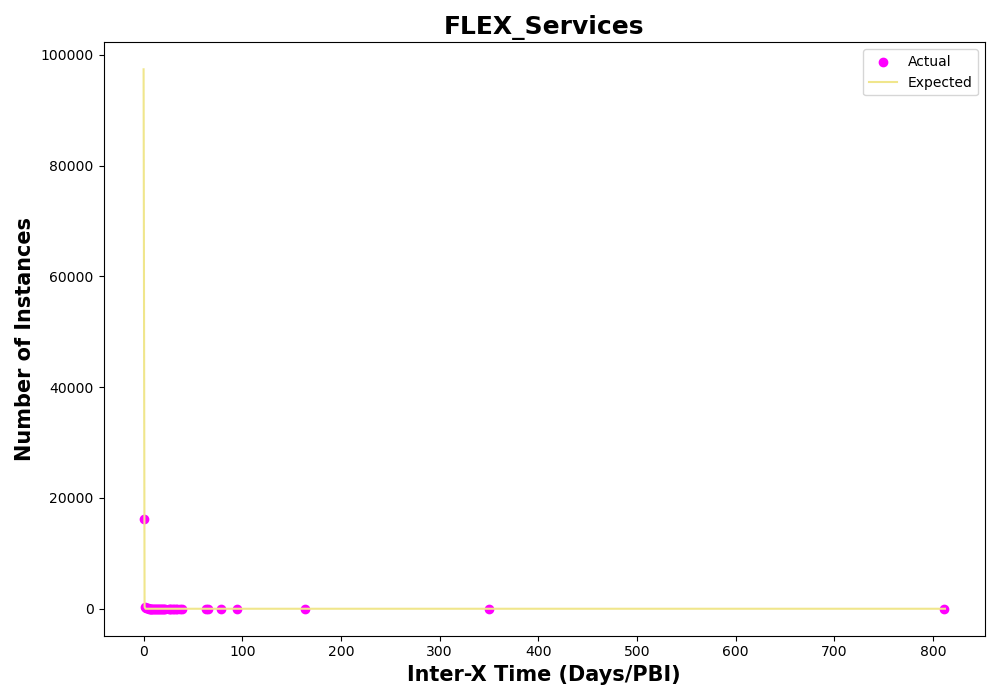 FLEX_Services
Actual
Expected
100000
80000
60000
40000
20000
0
Number of Instances
0 100 200 300 400 500 600 700 800
Inter-X Time (Days/PBI)